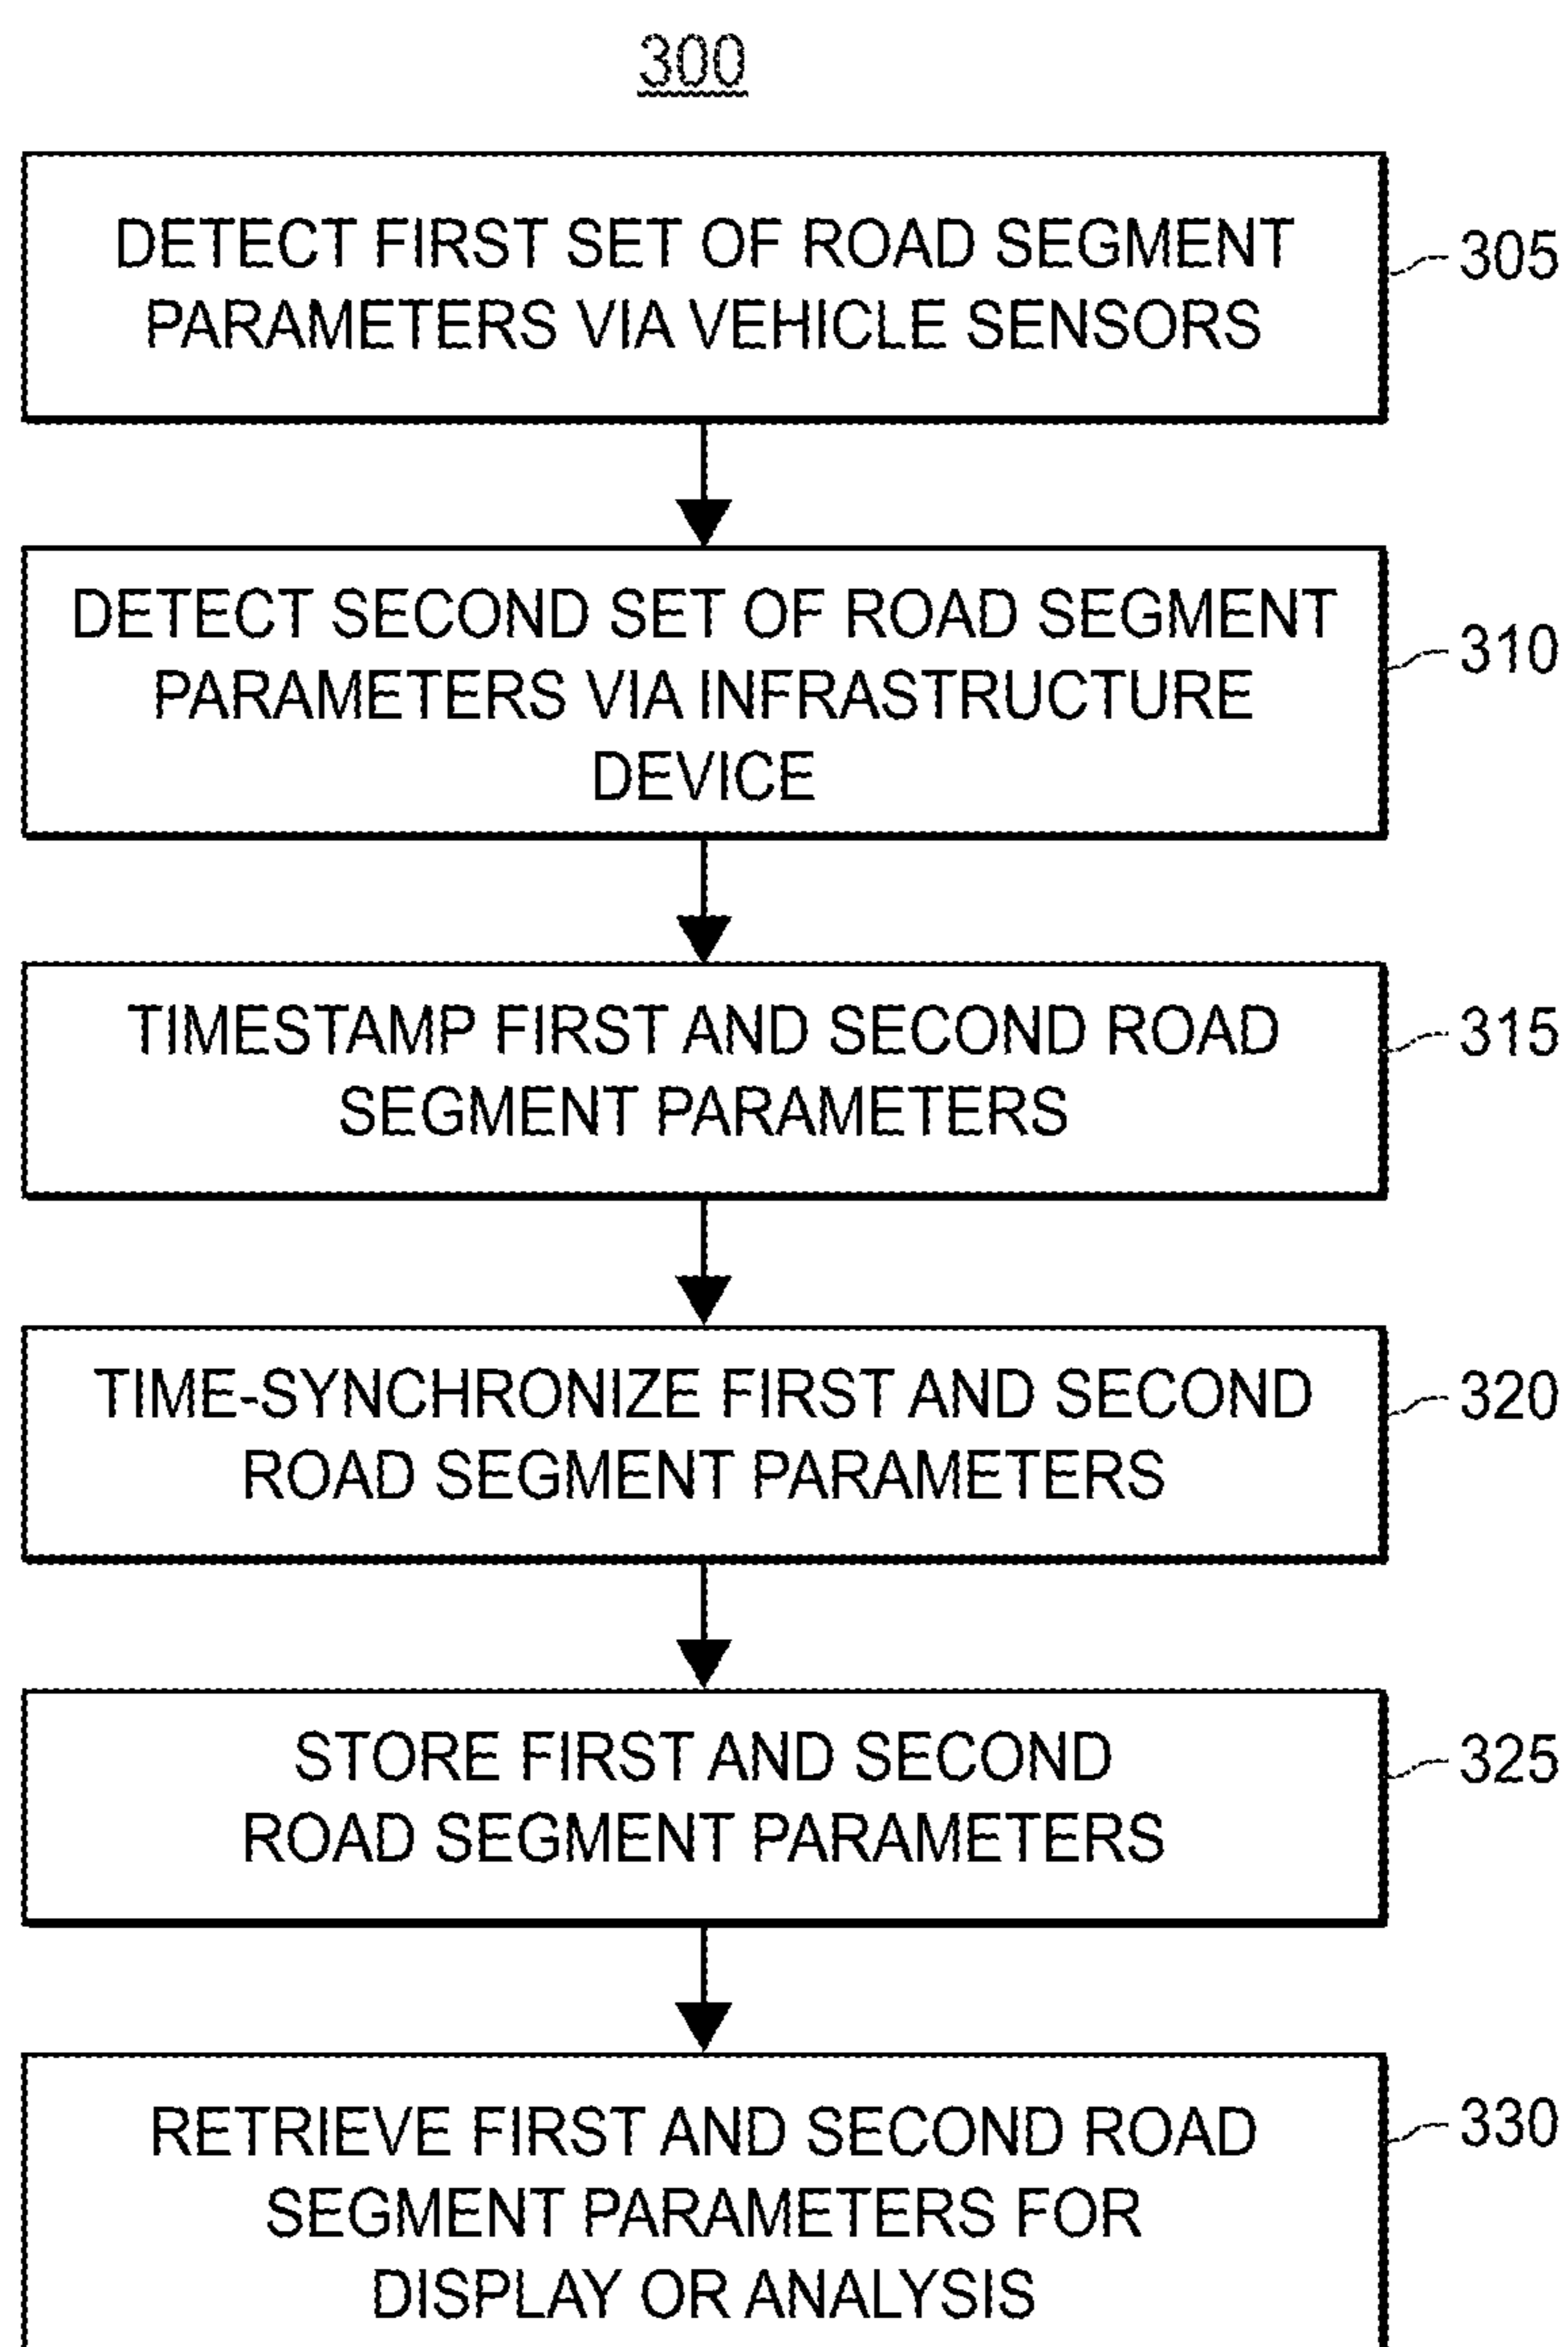 300
DETECT FIRST SET OF ROAD SEGMENT
PARAMETERS VIA VEHICLE SENSORS
305
DETECT SECOND SET OF ROAD SEGMENT
PARAMETERS VIA INFRASTRUCTURE
DEVICE
310
TIMESTAMP FIRST AND SECOND ROAD
SEGMENT PARAMETERS
315
TIME-SYNCHRONIZE FIRST AND SECOND
ROAD SEGMENT PARAMETERS
320
STORE FIRST AND SECOND
ROAD SEGMENT PARAMETERS
325
RETRIEVE FIRST AND SECOND ROAD
SEGMENT PARAMETERS FOR
DISPLAY OR ANALYSIS
330